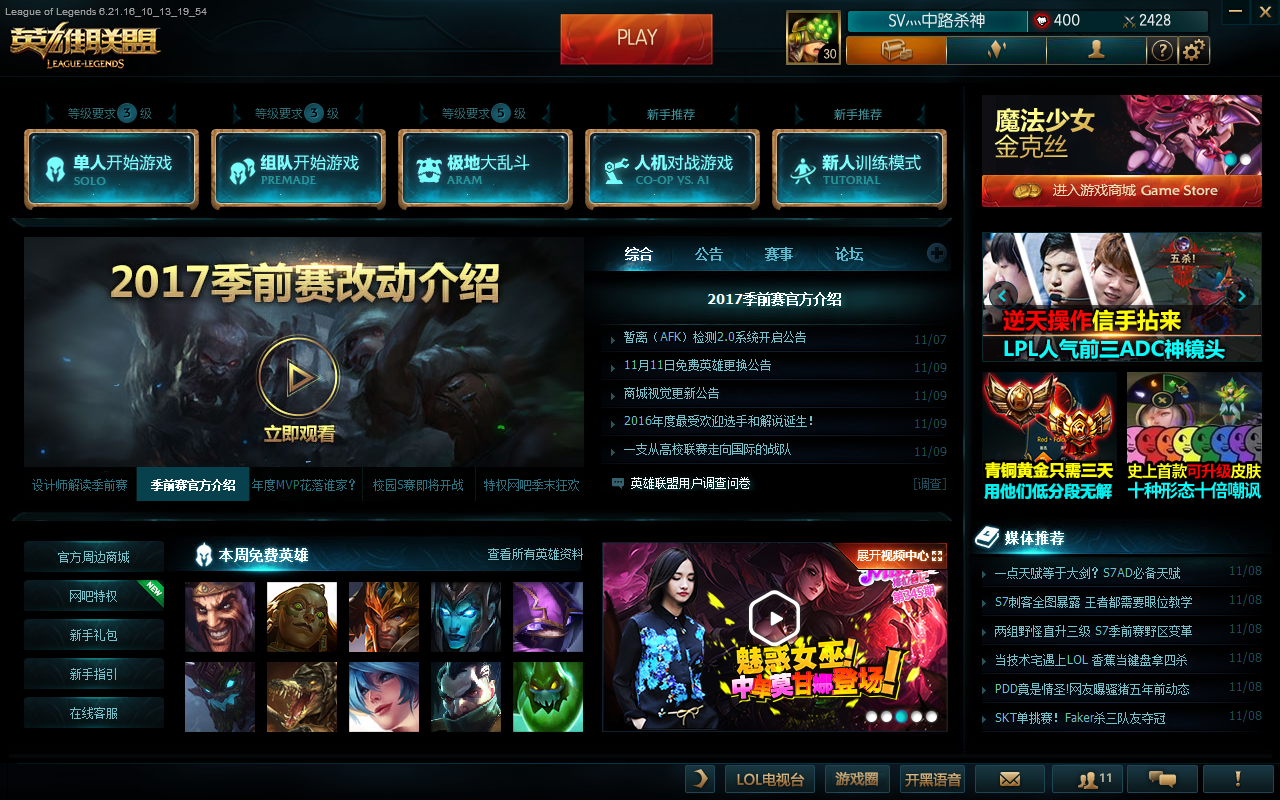 League of Legends 6.21.16_10_13_19_54
英雄联盟
LEAGUE OF LEGENDS
PLAY
30
SV灬中路杀神
400
2428
?
等级要求 3 级
等级要求 3 级
等级要求 5 级
新手推荐
新手推荐
单人开始游戏
SOLO
组队开始游戏
PREMADE
极地大乱斗
ARAM
人机对战游戏
CO-OP VS. AI
新人训练模式
TUTORIAL
魔法少女
金克丝
进入游戏商城 Game Store
2017季前赛改动介绍
立即观看
设计师解读季前赛
季前赛官方介绍
年度MVP花落谁家?
校园S赛即将开战
特权网吧季末狂欢
综合
公告
赛事
论坛
2017季前赛官方介绍
暂离（AFK）检测2.0系统开启公告 11/07
11月11日免费英雄更换公告 11/09
商城视觉更新公告 11/09
2016年度最受欢迎选手和解说诞生! 11/09
一支从高校联赛走向国际的战队 11/09
英雄联盟用户调查问卷 [调查]
五杀!
逆天操作信手拈来
LPL人气前三ADC神镜头
青铜黄金只需三天
用他们低分段无解
史上首款可升级皮肤
十种形态十倍嘲讽
官方周边商城
网吧特权
NEW
新手礼包
新手指引
在线客服
本周免费英雄
查看所有英雄资料
展开视频中心
第345期
魅惑女巫!
中单莫甘娜登场!
媒体推荐
一点天赋等于大剑? S7AD必备天赋 11/08
S7刺客全图暴露 王者都需要眼位教学 11/08
两组野怪直升三级 S7季前赛野区变革 11/08
当技术宅遇上LOL 香蕉当键盘拿四杀 11/08
PDD竟是情圣!网友曝骚猪五年前动态 11/08
SKT单挑赛！Faker杀三队友夺冠 11/08
LOL电视台
游戏圈
开黑语音
11
!